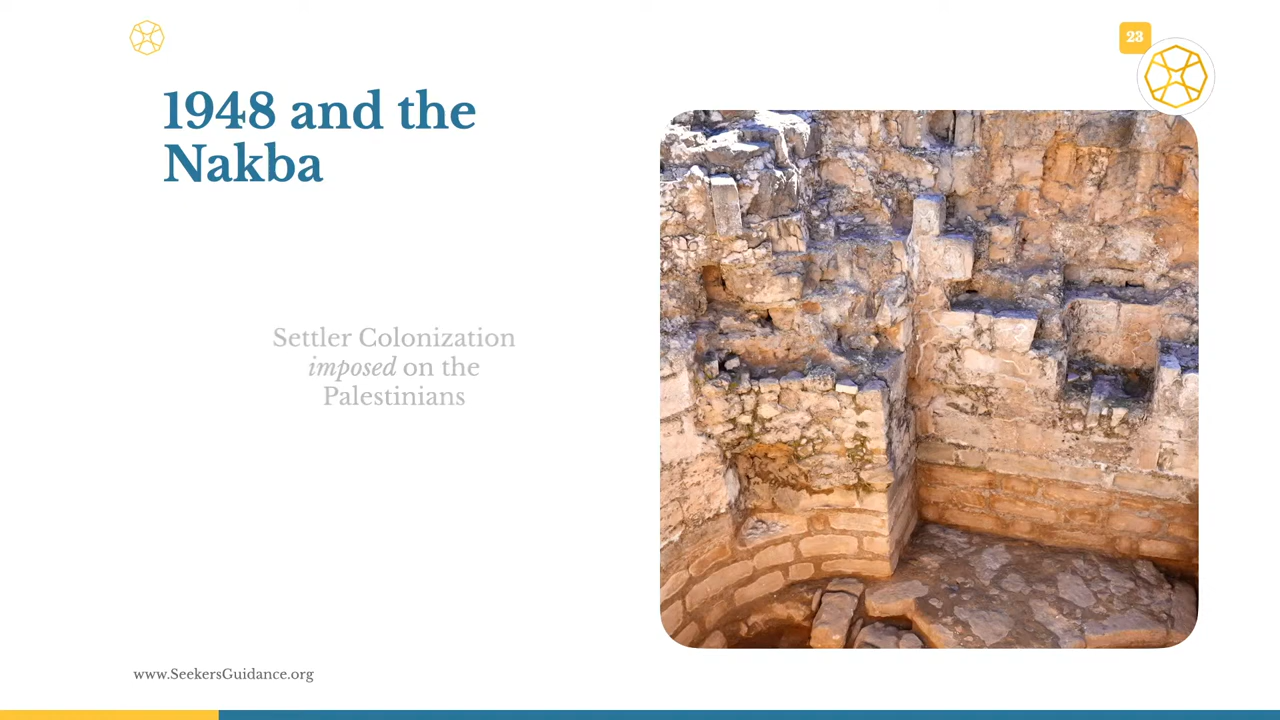 23
1948 and the
Nakba
Settler Colonization
imposed on the
Palestinians
www.SeekersGuidance.org